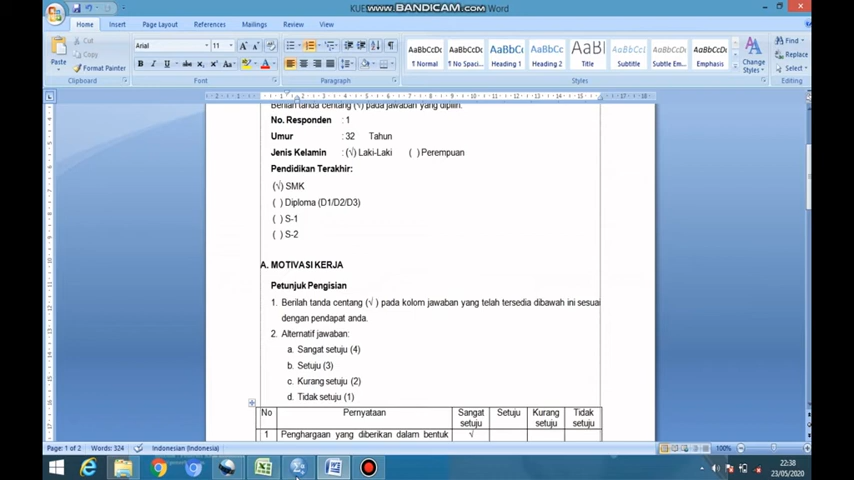 KUE
www.BANDICAM.com
Word
Home
Insert
Page Layout
References
Mailings
Review
View
Cut
Copy
Format Painter
Paste
Clipboard
Arial
11
Font
Paragraph
AaBbCcDc
¶ Normal
AaBbCcDc
¶ No Spaci...
AaBbCc
Heading 1
AaBbCc
Heading 2
AaBl
Title
AaBbCcDc
Subtitle
AaBbCcDc
Subtle Em...
AaBbCcDc
Emphasis
Styles
Change
Styles
Find
Replace
Select
Editing
Berilah tanda centang (√) pada jawaban yang dipilih.
No. Responden : 1
Umur : 32 Tahun
Jenis Kelamin : (√) Laki-Laki ( ) Perempuan
Pendidikan Terakhir:
(√) SMK
( ) Diploma (D1/D2/D3)
( ) S-1
( ) S-2
A. MOTIVASI KERJA
Petunjuk Pengisian
1. Berilah tanda centang (√ ) pada kolom jawaban yang telah tersedia dibawah ini sesuai
dengan pendapat anda.
2. Alternatif jawaban:
a. Sangat setuju (4)
b. Setuju (3)
c. Kurang setuju (2)
d. Tidak setuju (1)
No Pernyataan Sangat setuju Setuju Kurang setuju Tidak setuju
1 Penghargaan yang diberikan dalam bentuk √
Page: 1 of 2 Words: 324 Indonesian (Indonesia)
100%
22:38
23/05/2020